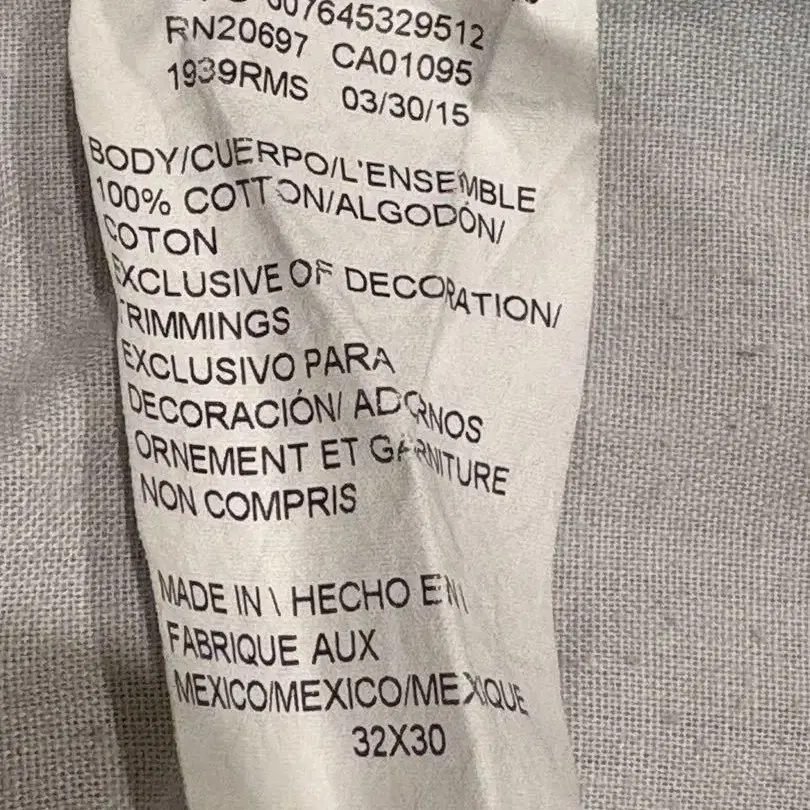 007645329512
RN20697 CA01095
1939RMS 03/30/15
BODY/CUERPO/L'ENSEMBLE
100% COTTON/ALGODÓN/
COTON
EXCLUSIVE OF DECORATION/
TRIMMINGS
EXCLUSIVO PARA
DECORACIÓN/ ADORNOS
ORNEMENT ET GARNITURE
NON COMPRIS
MADE IN \ HECHO EN\
FABRIQUE AUX
MEXICO/MEXICO/MEXIQUE
32X30